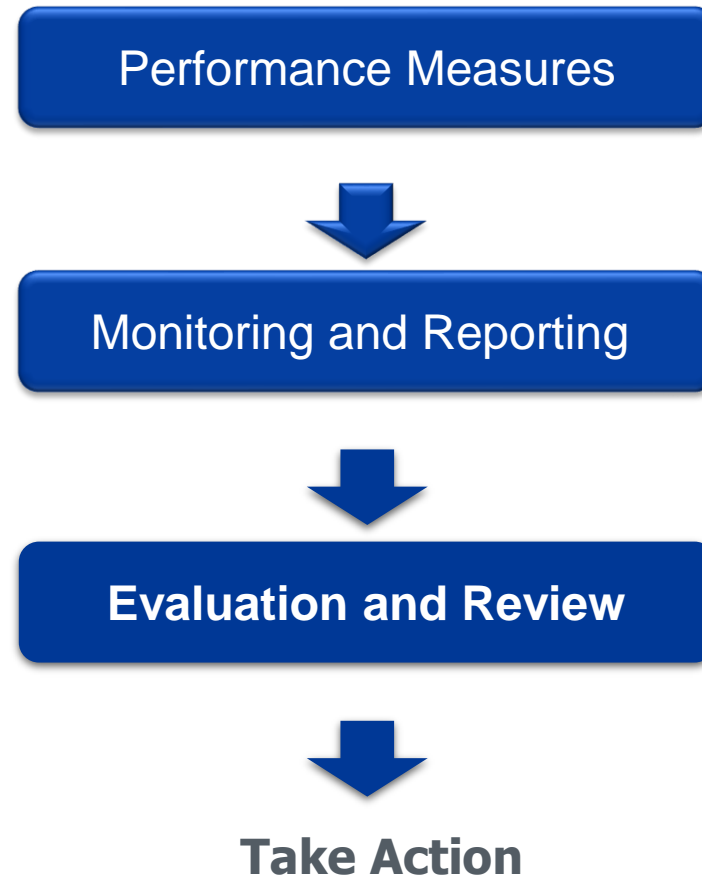 Performance Measures
Monitoring and Reporting
Evaluation and Review
Take Action